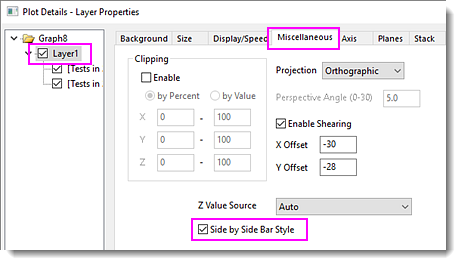 Plot Details - Layer Properties
Graph8
Layer1
[Tests in
[Tests in
Background Size Display/Speed Miscellaneous Axis Planes Stack
Clipping
Enable
by Percent by Value
X 0 - 100
Y 0 - 100
Z 0 - 100
Projection Orthographic
Perspective Angle (0-30) 5.0
Enable Shearing
X Offset -30
Y Offset -28
Z Value Source Auto
Side by Side Bar Style